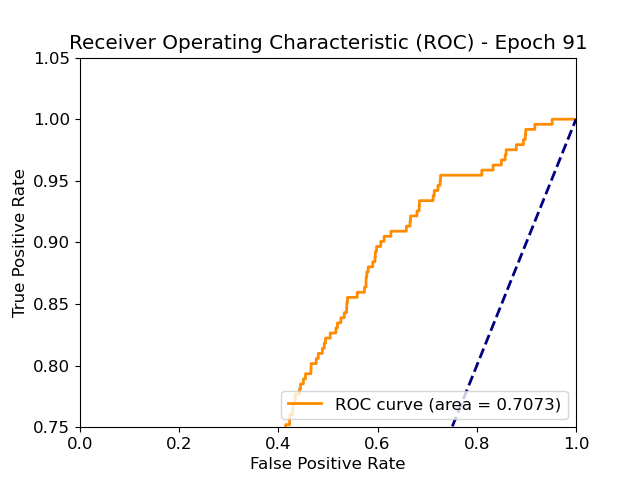 Receiver Operating Characteristic (ROC) - Epoch 91
1.05
1.00
0.95
0.90
0.85
0.80
0.75
True Positive Rate
ROC curve (area = 0.7073)
0.0 0.2 0.4 0.6 0.8 1.0
False Positive Rate